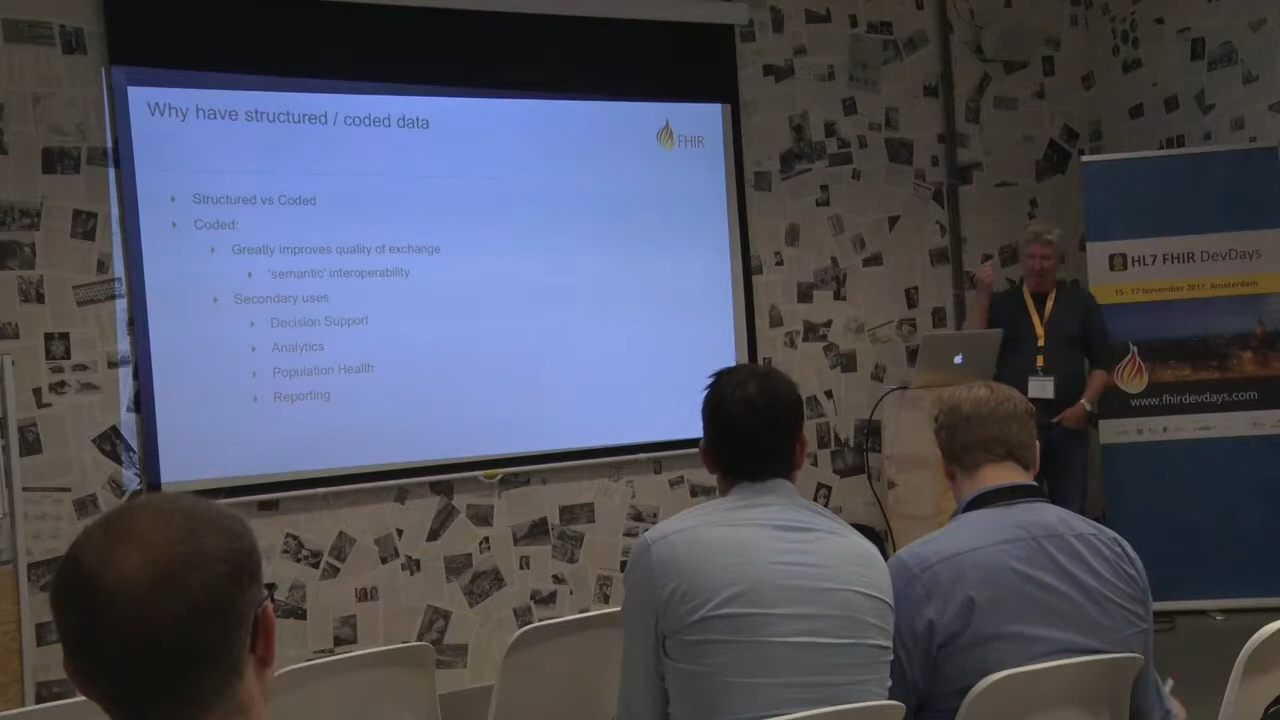 Why have structured / coded data
FHIR
Structured vs Coded
Coded:
Greatly improves quality of exchange
'semantic' interoperability
Secondary uses
Decision Support
Analytics
Population Health
Reporting
HL7 FHIR DevDays
15 - 17 November 2017, Amsterdam
www.fhirdevdays.com